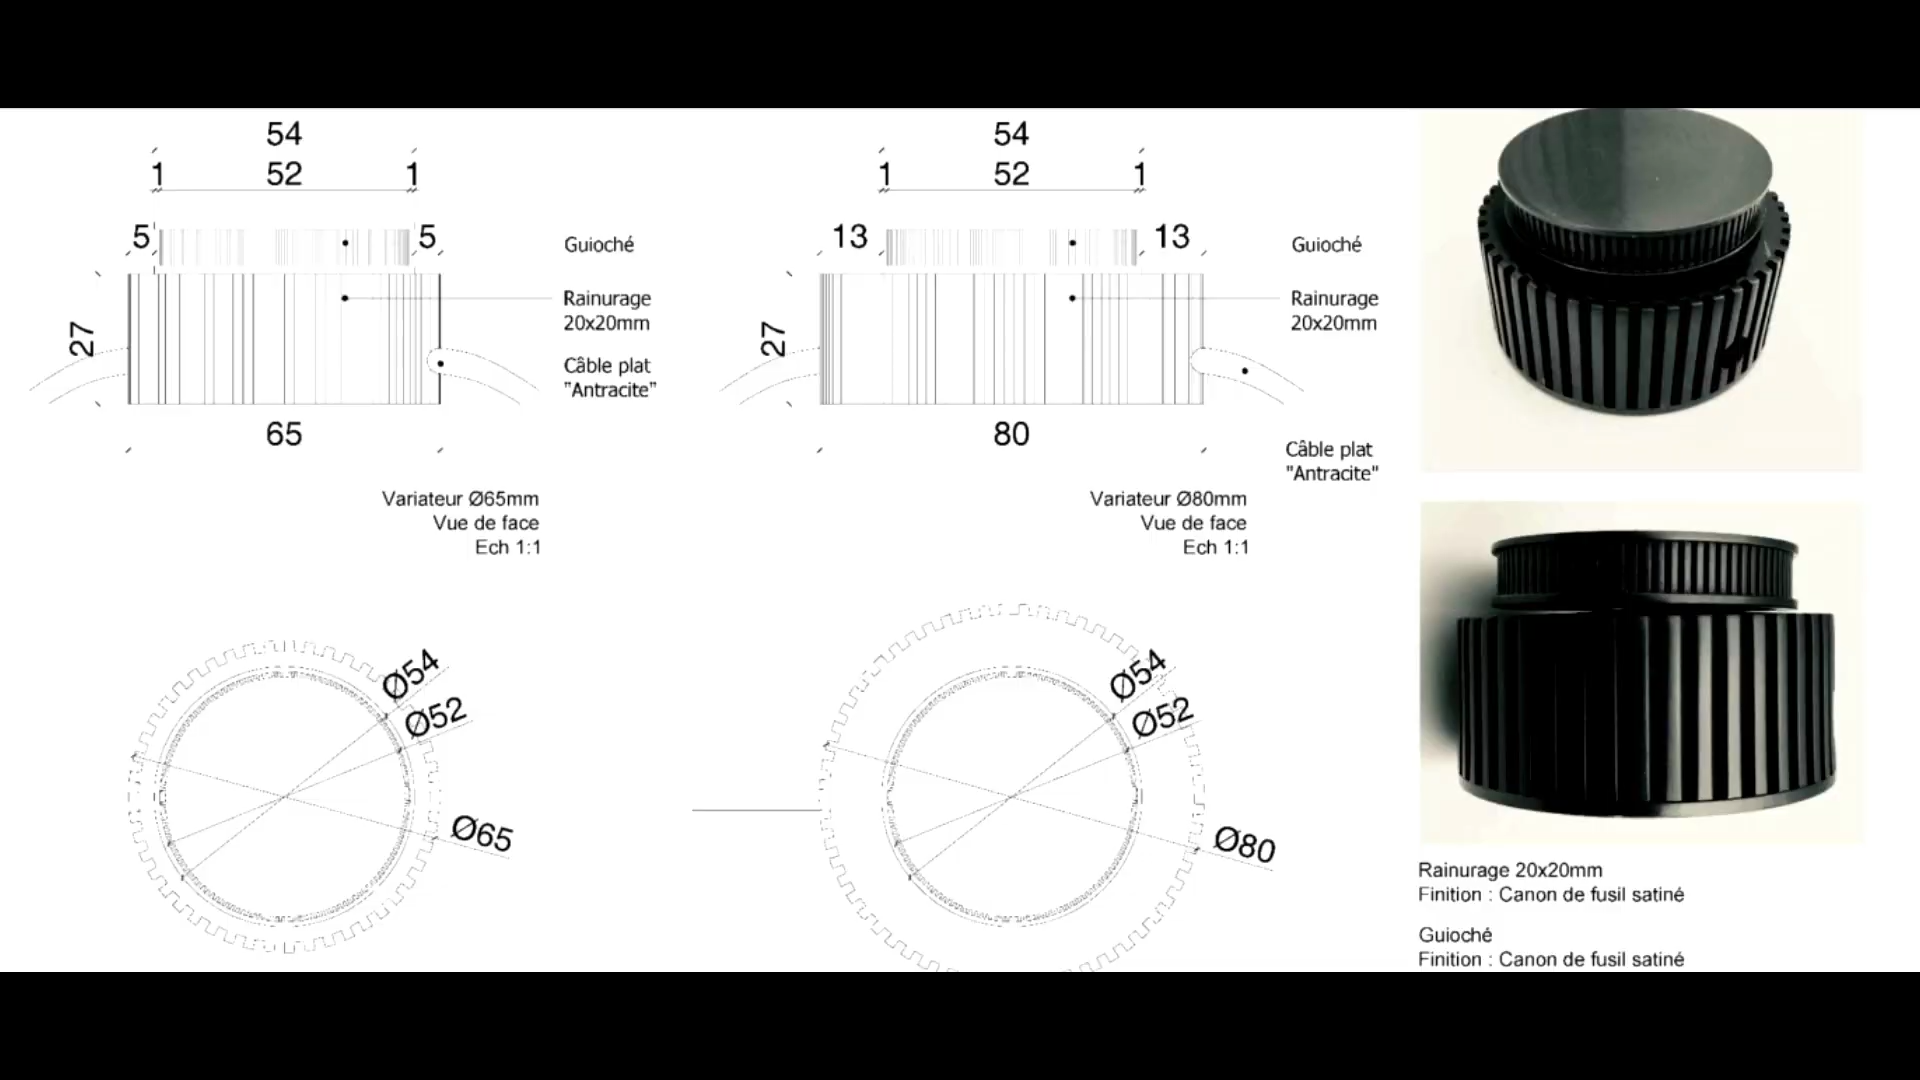 54
1 52 1
5 5
Guioché
Rainurage
20x20mm
27
Câble plat
"Antracite"
65
Variateur Ø65mm
Vue de face
Ech 1:1
54
1 52 1
13 13
Guioché
Rainurage
20x20mm
27
80
Câble plat
"Antracite"
Variateur Ø80mm
Vue de face
Ech 1:1
Ø54
Ø52
Ø65
Ø54
Ø52
Ø80
Rainurage 20x20mm
Finition : Canon de fusil satiné
Guioché
Finition : Canon de fusil satiné